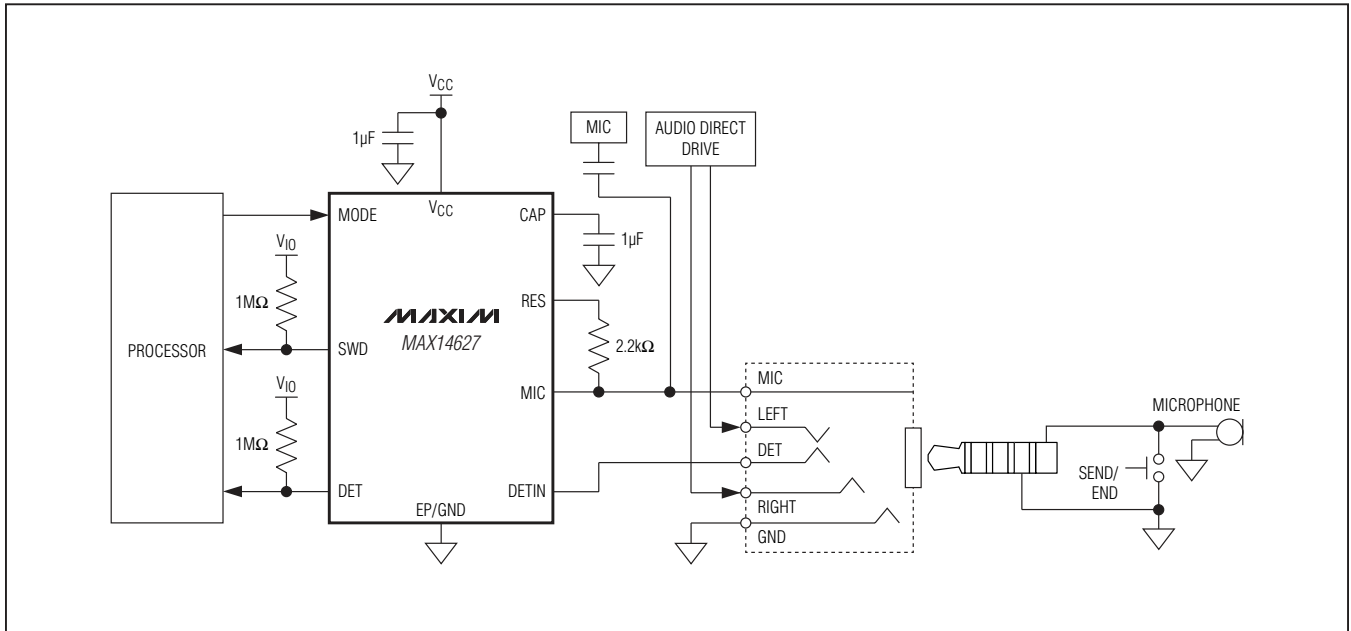 VCC
1µF
MIC
AUDIO DIRECT
DRIVE
MODE
VCC
CAP
1µF
VIO
1MΩ
RES
MAXIM
MAX14627
2.2kΩ
PROCESSOR
SWD
MIC
VIO
1MΩ
DET
EP/GND
DETIN
MIC
LEFT
DET
RIGHT
GND
MICROPHONE
SEND/
END